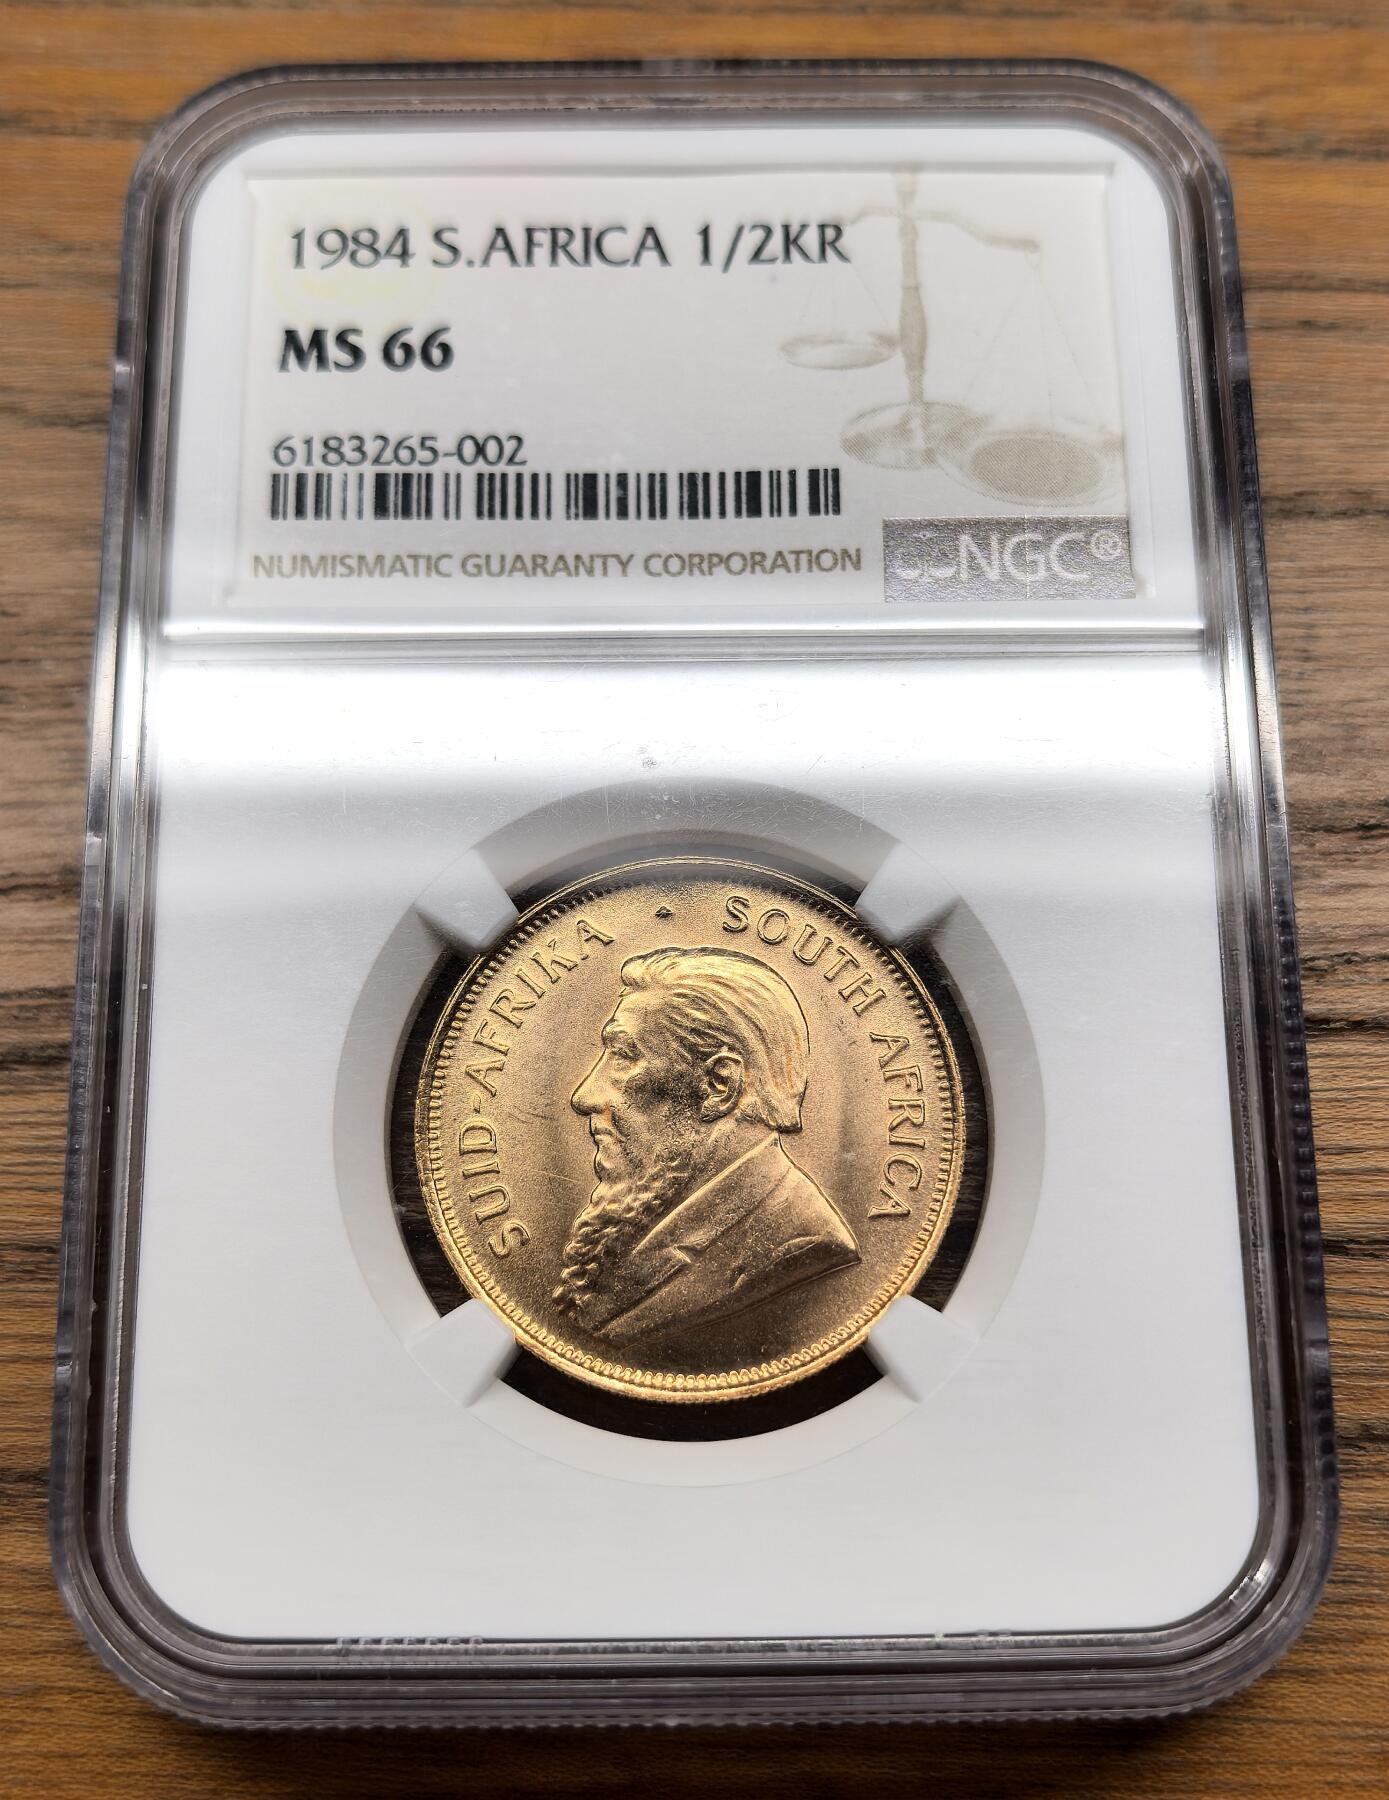 1984 S.AFRICA 1/2KR
MS 66
6183265-002
NUMISMATIC GUARANTY CORPORATION
NGC®
SUID-AFRIKA · SOUTH AFRICA